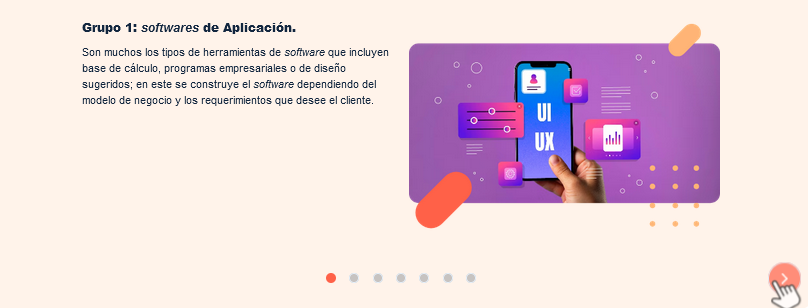 Grupo 1: softwares de Aplicación.
Son muchos los tipos de herramientas de software que incluyen
base de cálculo, programas empresariales o de diseño
sugeridos; en este se construye el software dependiendo del
modelo de negocio y los requerimientos que desee el cliente.
UI
UX